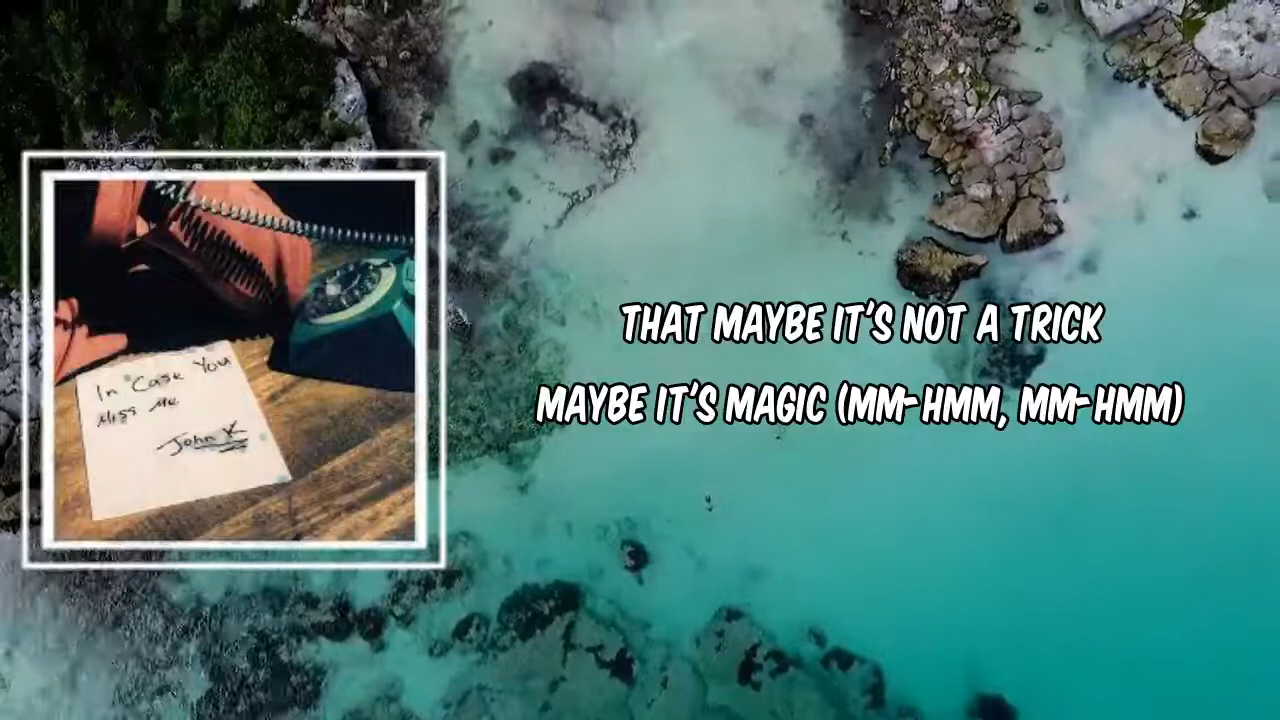 In Case You
Miss Me
John K
THAT MAYBE IT'S NOT A TRICK
MAYBE IT'S MAGIC (MM-HMM, MM-HMM)